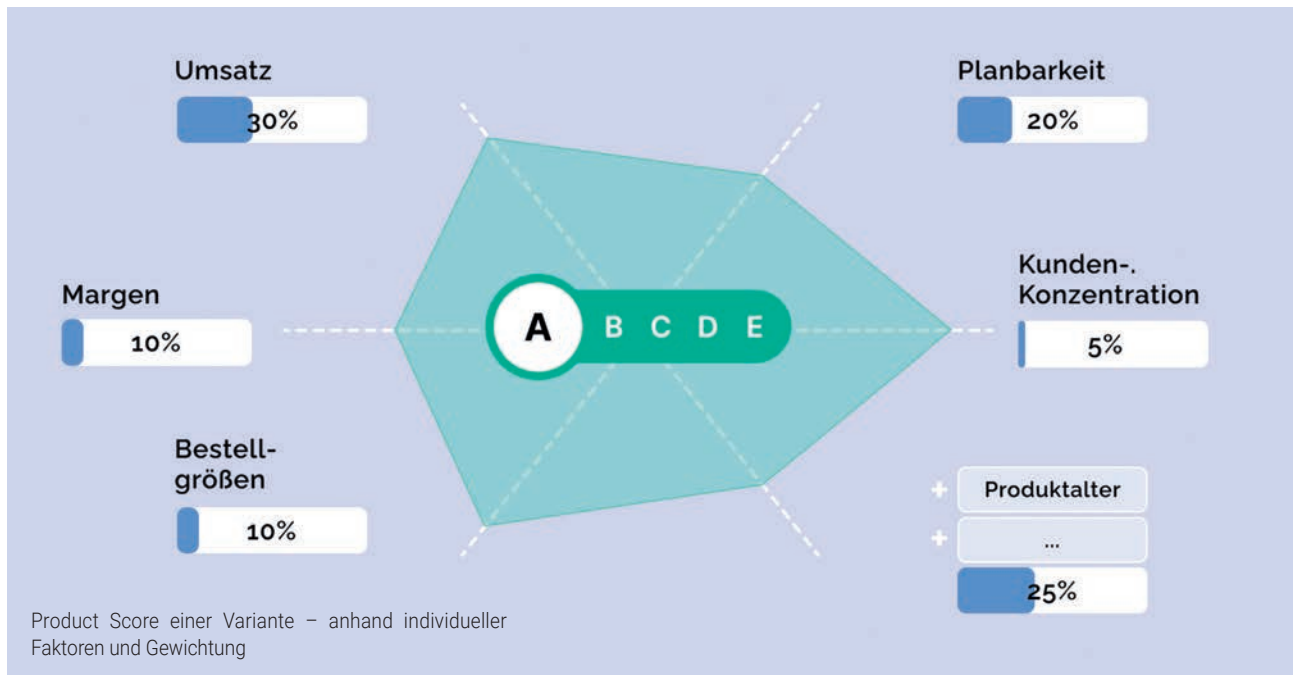 Umsatz
30%
Planbarkeit
20%
Margen
10%
A B C D E
Kunden-.
Konzentration
5%
Bestell-
größen
10%
+ Produktalter
+ ...
25%
Product Score einer Variante – anhand individueller
Faktoren und Gewichtung